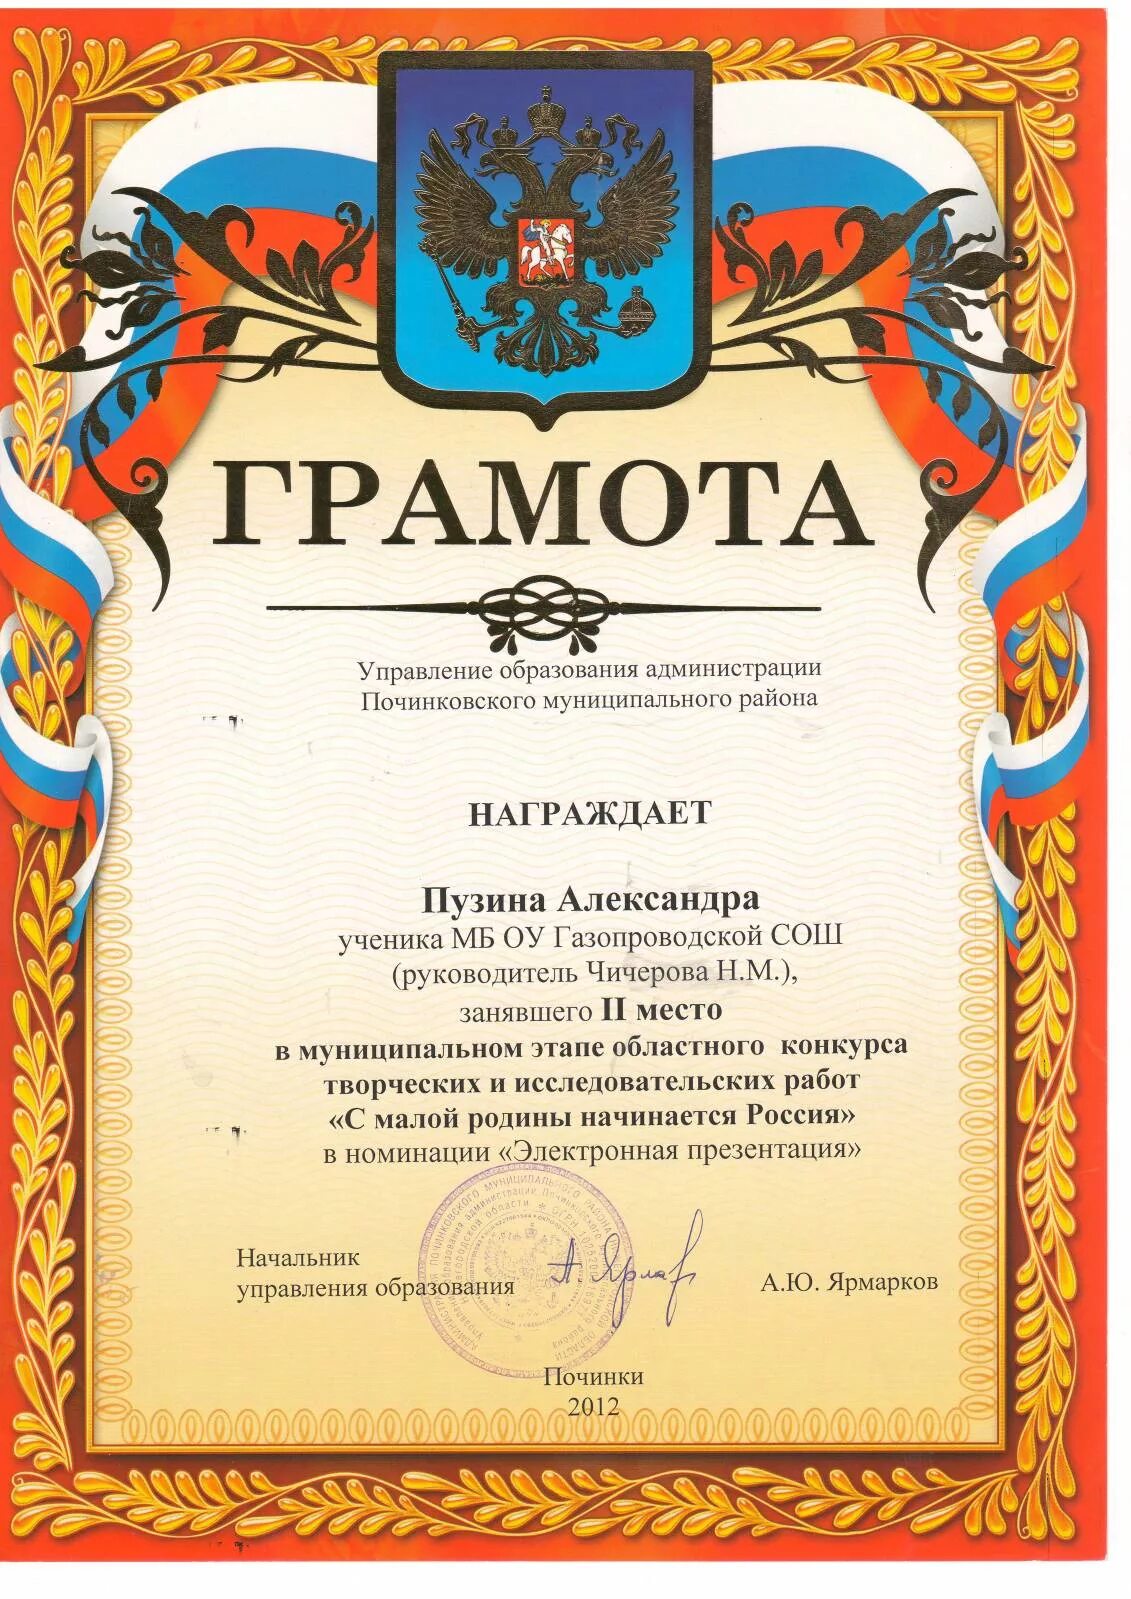 ГРАМОТА
Управление образования администрации
Починковского муниципального района
НАГРАЖДАЕТ
Пузина Александра
ученика МБ ОУ Газопроводской СОШ
(руководитель Чичерова Н.М.),
занявшего II место
в муниципальном этапе областного конкурса
творческих и исследовательских работ
«С малой родины начинается Россия»
в номинации «Электронная презентация»
Начальник
управления образования
А.Ю. Ярмарков
Починки
2012